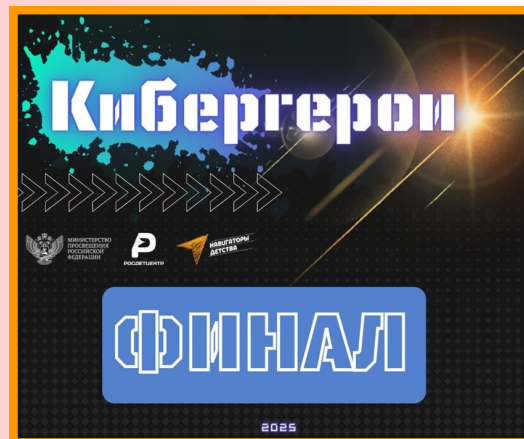 Кибергерои
МИНИСТЕРСТВО
ПРОСВЕЩЕНИЯ
РОССИЙСКОЙ
ФЕДЕРАЦИИ
РОСДЕТЦЕНТР
НАВИГАТОРЫ
ДЕТСТВА
ФИНАЛ
2025